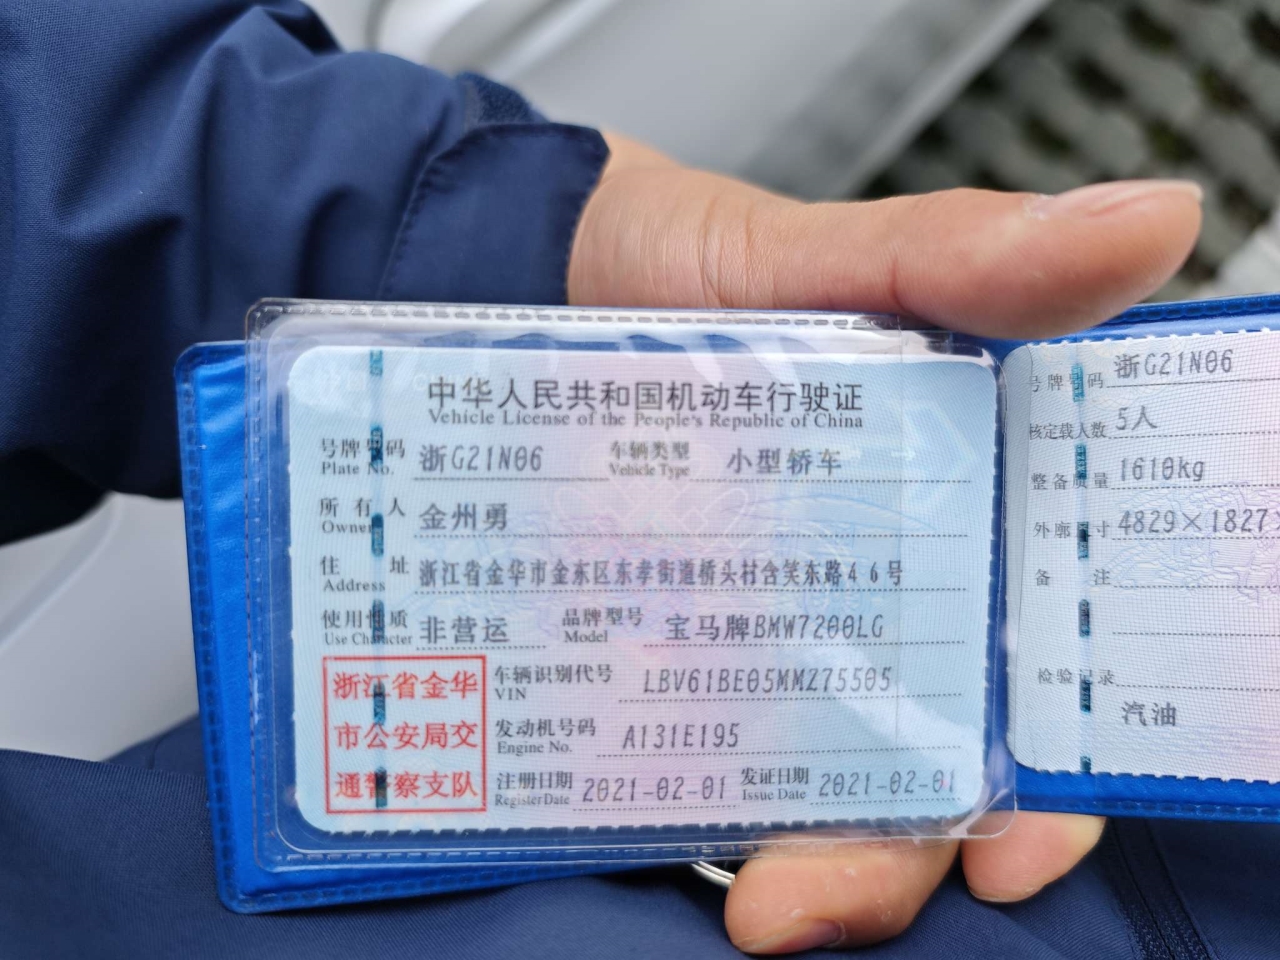 中华人民共和国机动车行驶证
Vehicle License of the People's Republic of China
号牌号码 浙G21N06 车辆类型 小型轿车
Plate No. Vehicle Type
所有人 金州勇
Owner
住址 浙江省金华市金东区东孝街道桥头村含笑东路46号
Address
使用性质 非营运 品牌型号 宝马牌BMW7200LG
Use Character Model
浙江省金华
市公安局交
通警察支队
车辆识别代号 LBV61BE05MMZ75505
VIN
发动机号码 A131E195
Engine No.
注册日期 2021-02-01 发证日期 2021-02-01
Register Date Issue Date
号牌号码 浙G21N06
核定载人数 5人
整备质量 1610kg
外廓尺寸 4829×1827
备注
检验记录
汽油